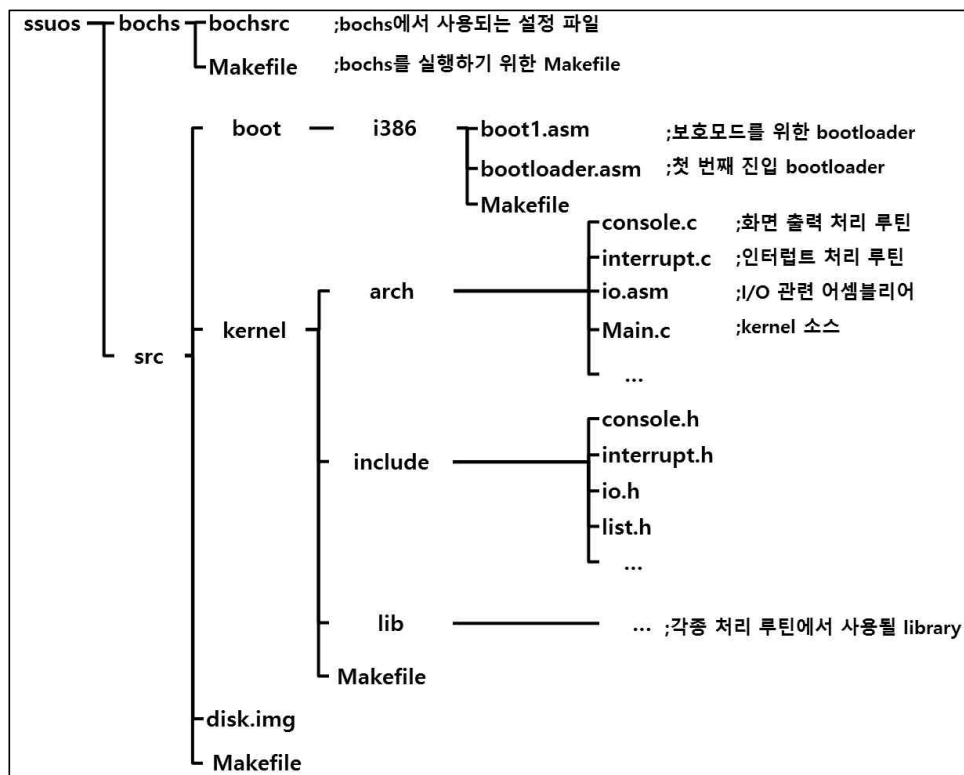 ssuos bochs bochsrc ;bochs에서 사용되는 설정 파일
Makefile ;bochs를 실행하기 위한 Makefile
boot i386 boot1.asm ;보호모드를 위한 bootloader
bootloader.asm ;첫 번째 진입 bootloader
Makefile
console.c ;화면 출력 처리 루틴
interrupt.c ;인터럽트 처리 루틴
arch io.asm ;I/O 관련 어셈블리어
kernel Main.c ;kernel 소스
src
...
console.h
include interrupt.h
io.h
list.h
...
lib ... ;각종 처리 루틴에서 사용될 library
Makefile
disk.img
Makefile